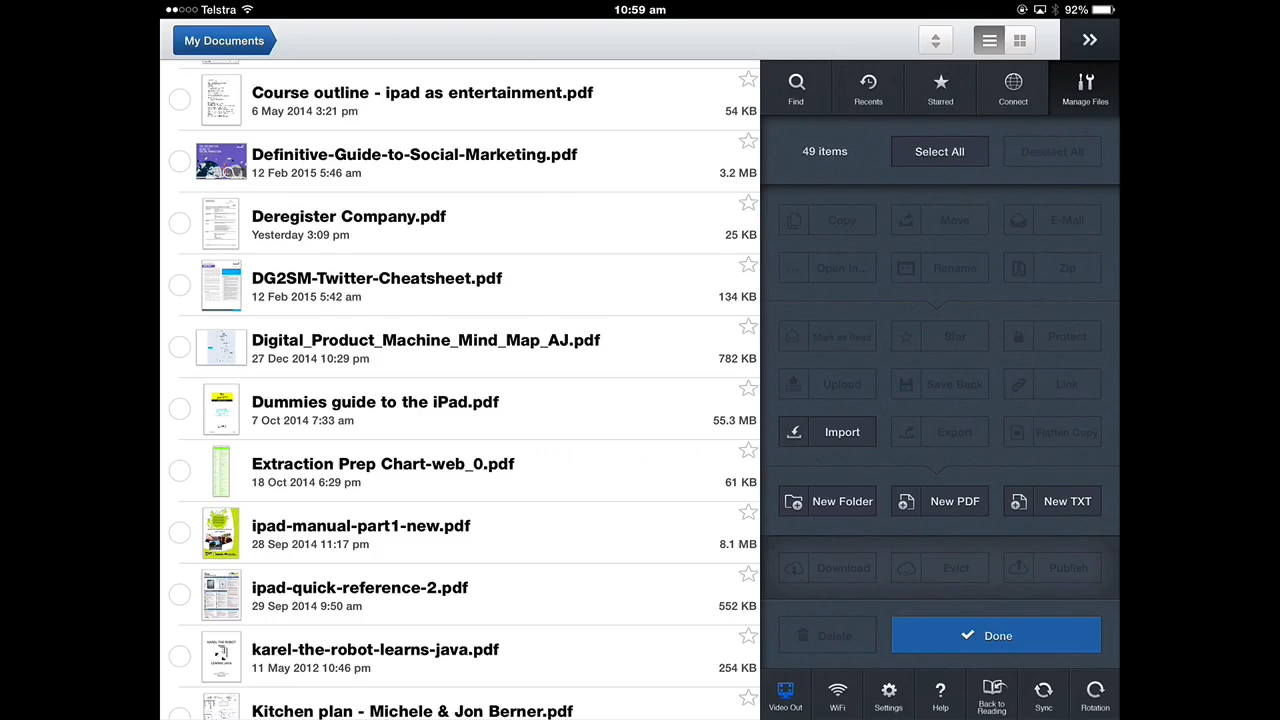 Telstra
10:59 am
92%
My Documents
Course outline - ipad as entertainment.pdf
6 May 2014 3:21 pm
54 KB
Definitive-Guide-to-Social-Marketing.pdf
12 Feb 2015 5:46 am
3.2 MB
Deregister Company.pdf
Yesterday 3:09 pm
25 KB
DG2SM-Twitter-Cheatsheet.pdf
12 Feb 2015 5:42 am
134 KB
Digital_Product_Machine_Mind_Map_AJ.pdf
27 Dec 2014 10:29 pm
782 KB
Dummies guide to the iPad.pdf
7 Oct 2014 7:33 am
55.3 MB
Extraction Prep Chart-web_0.pdf
18 Oct 2014 6:29 pm
61 KB
ipad-manual-part1-new.pdf
28 Sep 2014 11:17 pm
8.1 MB
ipad-quick-reference-2.pdf
29 Sep 2014 9:50 am
552 KB
karel-the-robot-learns-java.pdf
11 May 2012 10:46 pm
254 KB
Find
Recents
Starred
Connect
Manage Files
49 items
Select All
Deselect All
Copy
Move
E-Mail
Rename
Zip
Mark as Read
Star
Protect
Upload
Save Back
Link
Import
Export
Flatten Copy
New Folder
New PDF
New TXT
Download
Evict
Publish
Delete
Done
Video Out
WiFi
Settings
Help
Back to
Reading
Sync
Rotation